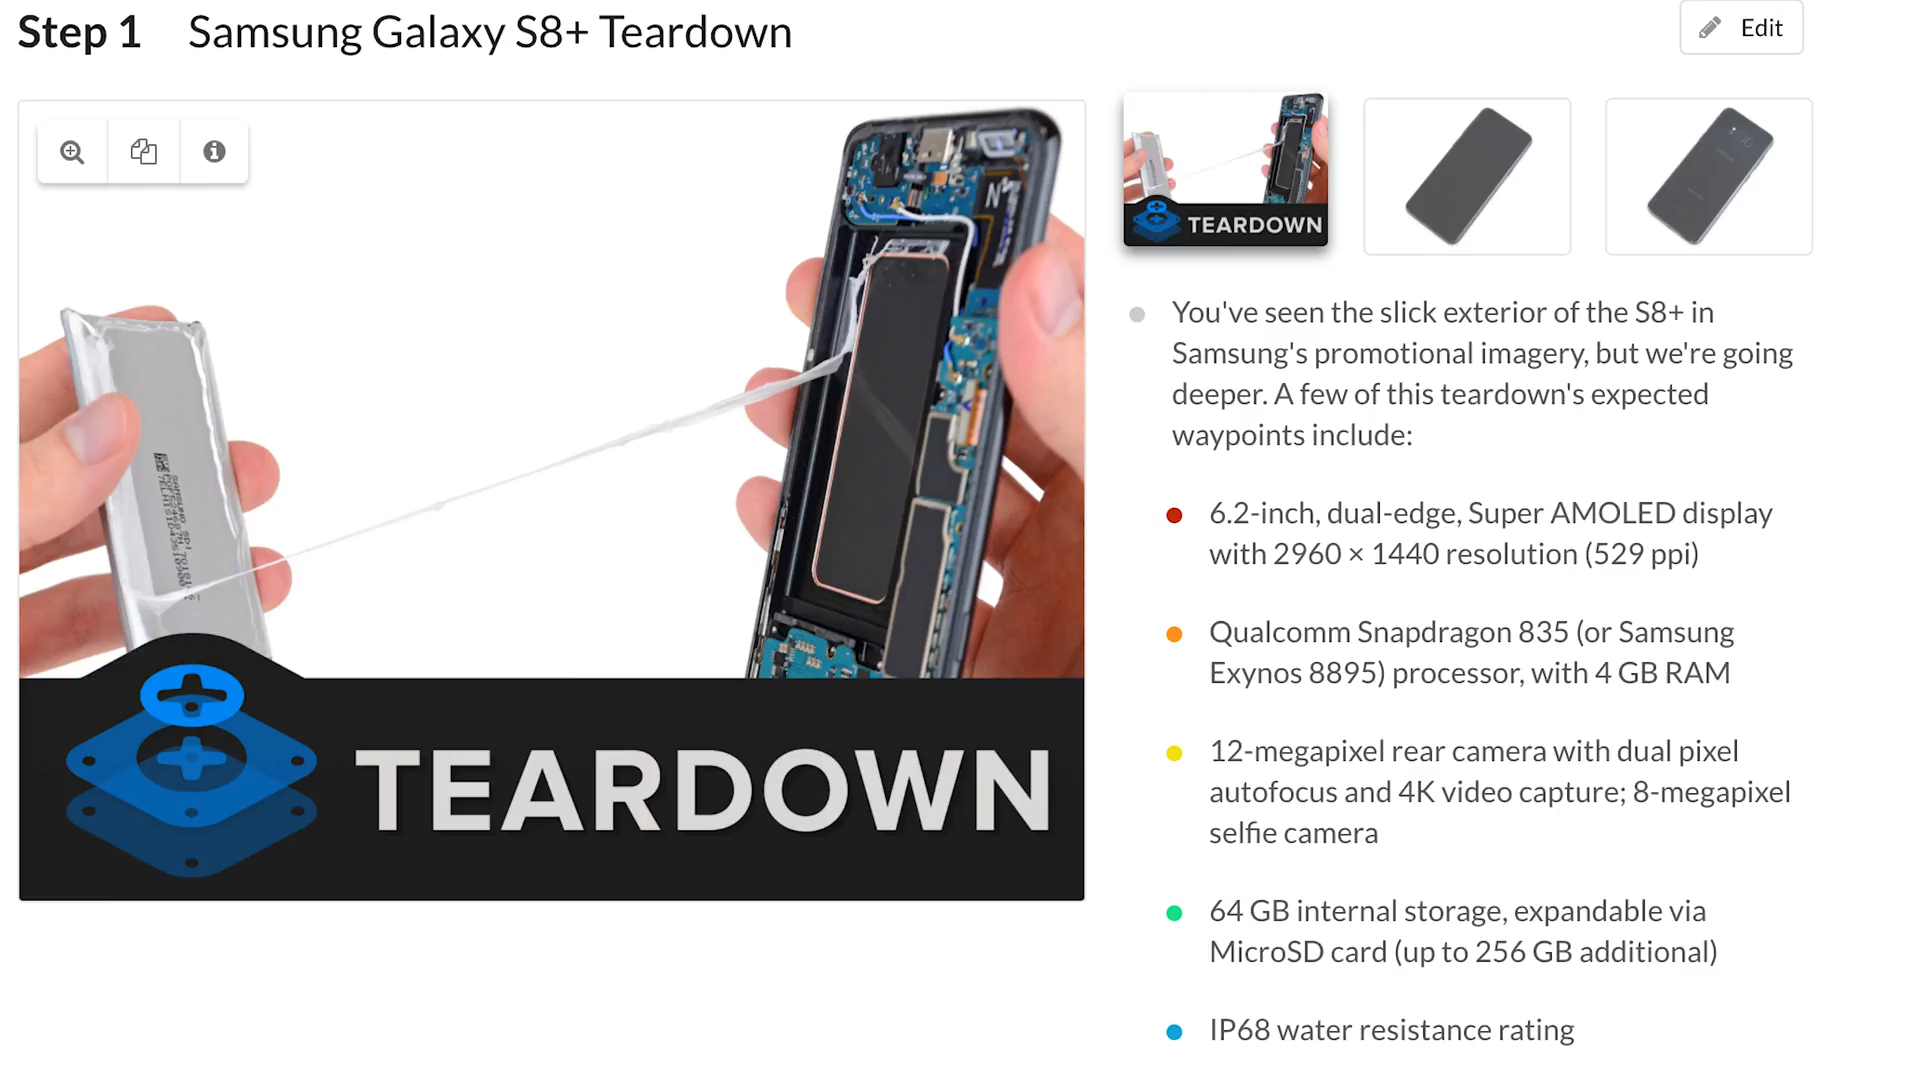 Step 1 Samsung Galaxy S8+ Teardown
Edit
TEARDOWN
TEARDOWN
You've seen the slick exterior of the S8+ in
Samsung's promotional imagery, but we're going
deeper. A few of this teardown's expected
waypoints include:
6.2-inch, dual-edge, Super AMOLED display
with 2960 × 1440 resolution (529 ppi)
Qualcomm Snapdragon 835 (or Samsung
Exynos 8895) processor, with 4 GB RAM
12-megapixel rear camera with dual pixel
autofocus and 4K video capture; 8-megapixel
selfie camera
64 GB internal storage, expandable via
MicroSD card (up to 256 GB additional)
IP68 water resistance rating